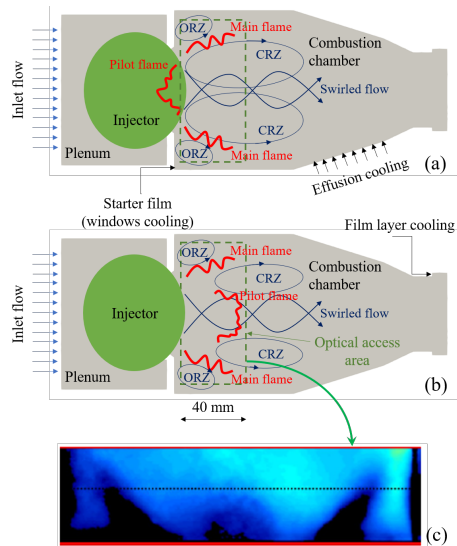 ORZ
Main flame
CRZ
Combustion
chamber
Pilot flame
Swirled flow
Inlet flow
Injector
CRZ
Plenum
ORZ
Main flame
Effusion cooling
(a)
Starter film
(windows cooling)
Film layer cooling
ORZ
Main flame
CRZ
Combustion
chamber
Pilot flame
Inlet flow
Injector
Swirled flow
Optical access
area
CRZ
Plenum
ORZ
Main flame
(b)
40 mm
(c)